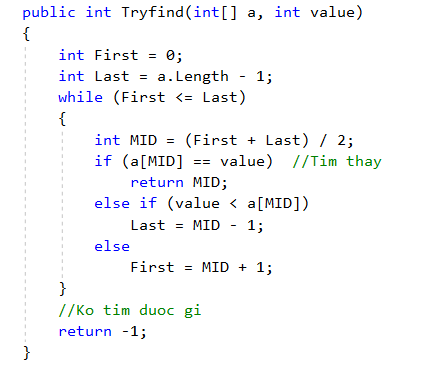 public int Tryfind(int[] a, int value)
{
    int First = 0;
    int Last = a.Length - 1;
    while (First <= Last)
    {
        int MID = (First + Last) / 2;
        if (a[MID] == value)  //Tim thay
            return MID;
        else if (value < a[MID])
            Last = MID - 1;
        else
            First = MID + 1;
    }
    //Ko tim duoc gi
    return -1;
}